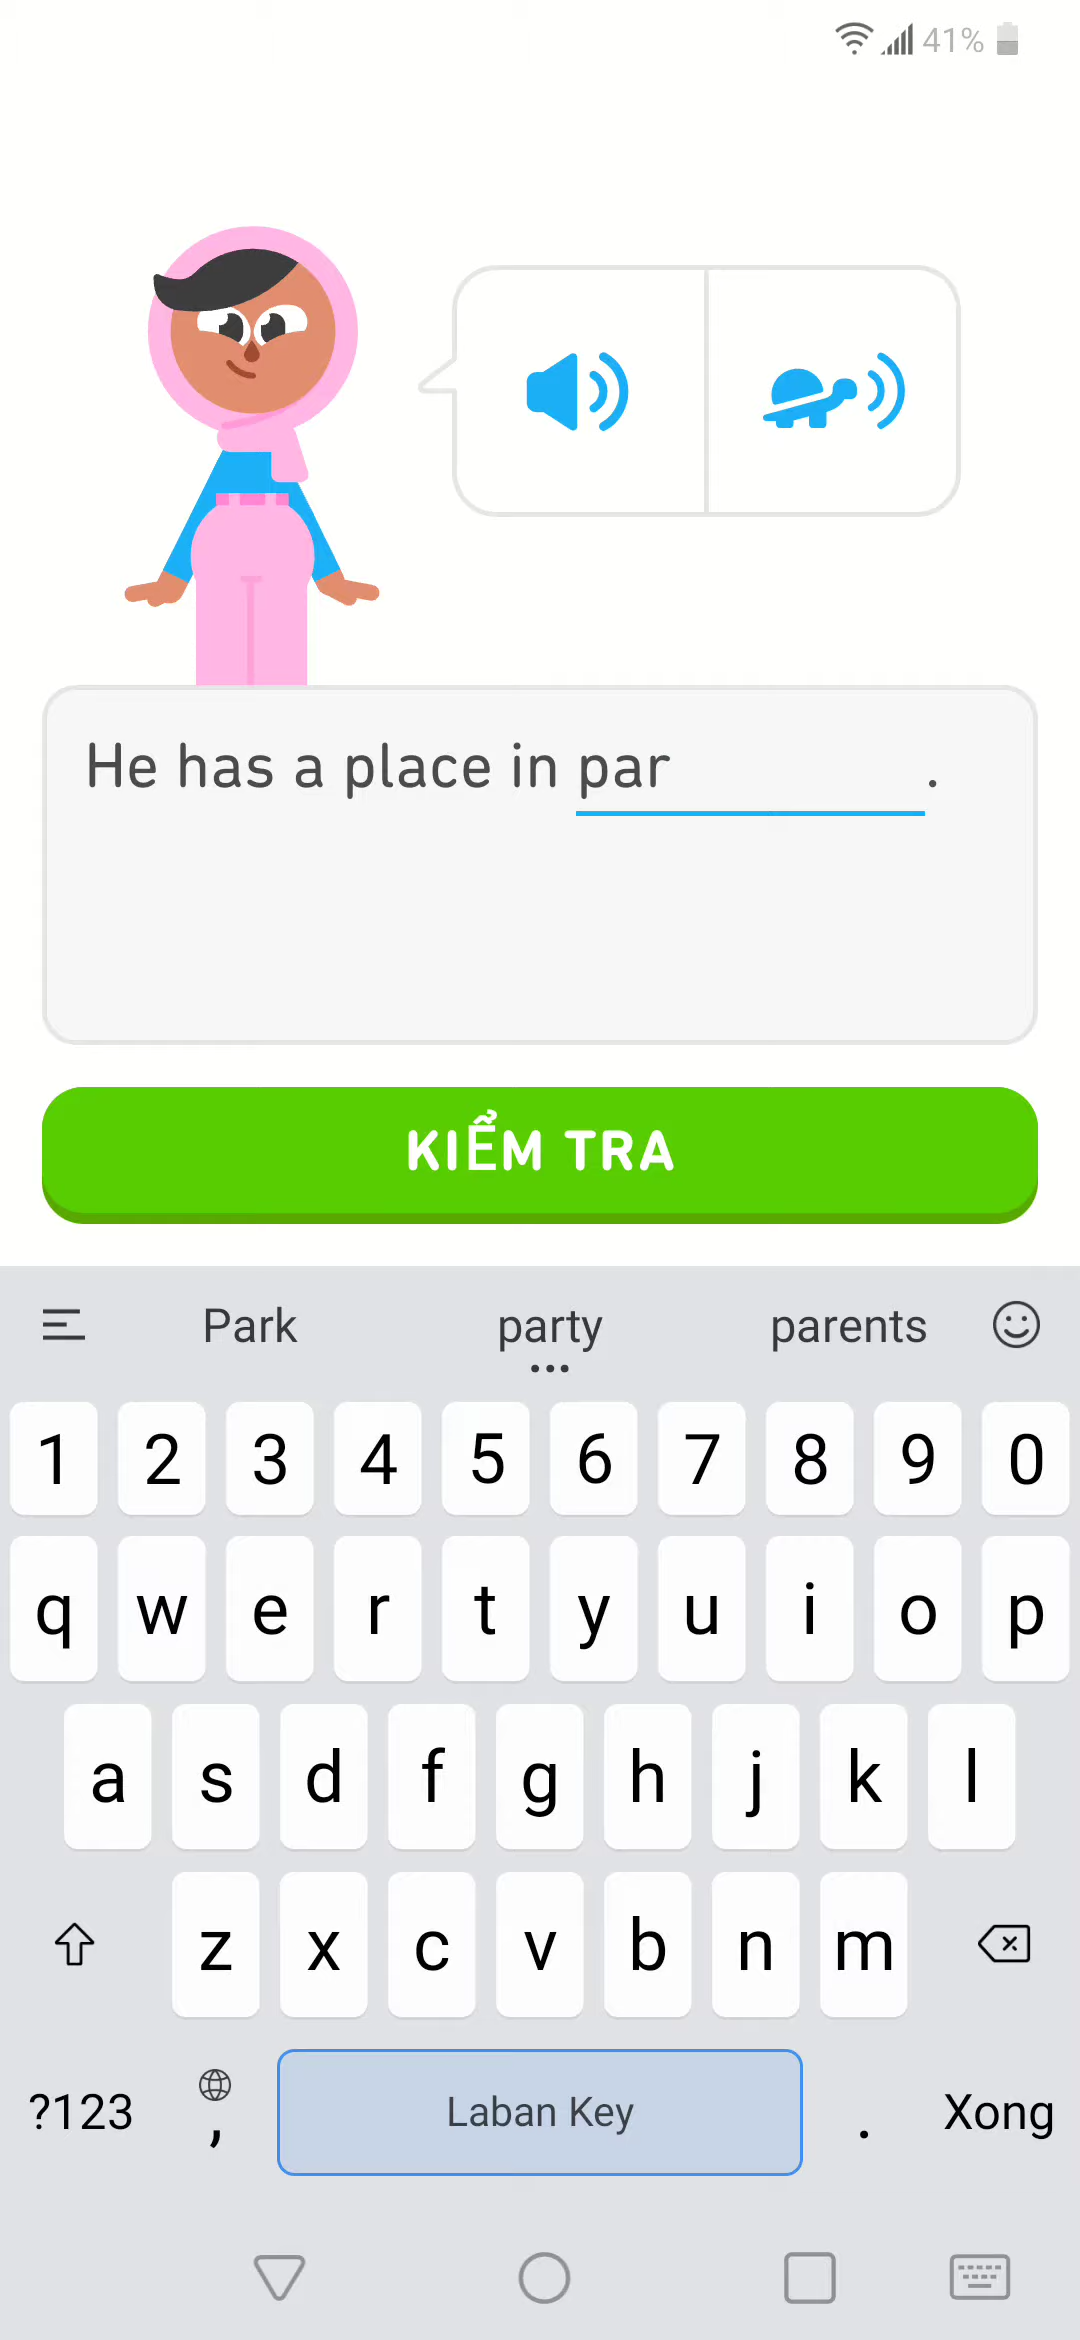 41%
He has a place in par .
KIỂM TRA
Park party parents
1 2 3 4 5 6 7 8 9 0
q w e r t y u i o p
a s d f g h j k l
z x c v b n m
?123 , Laban Key . Xong